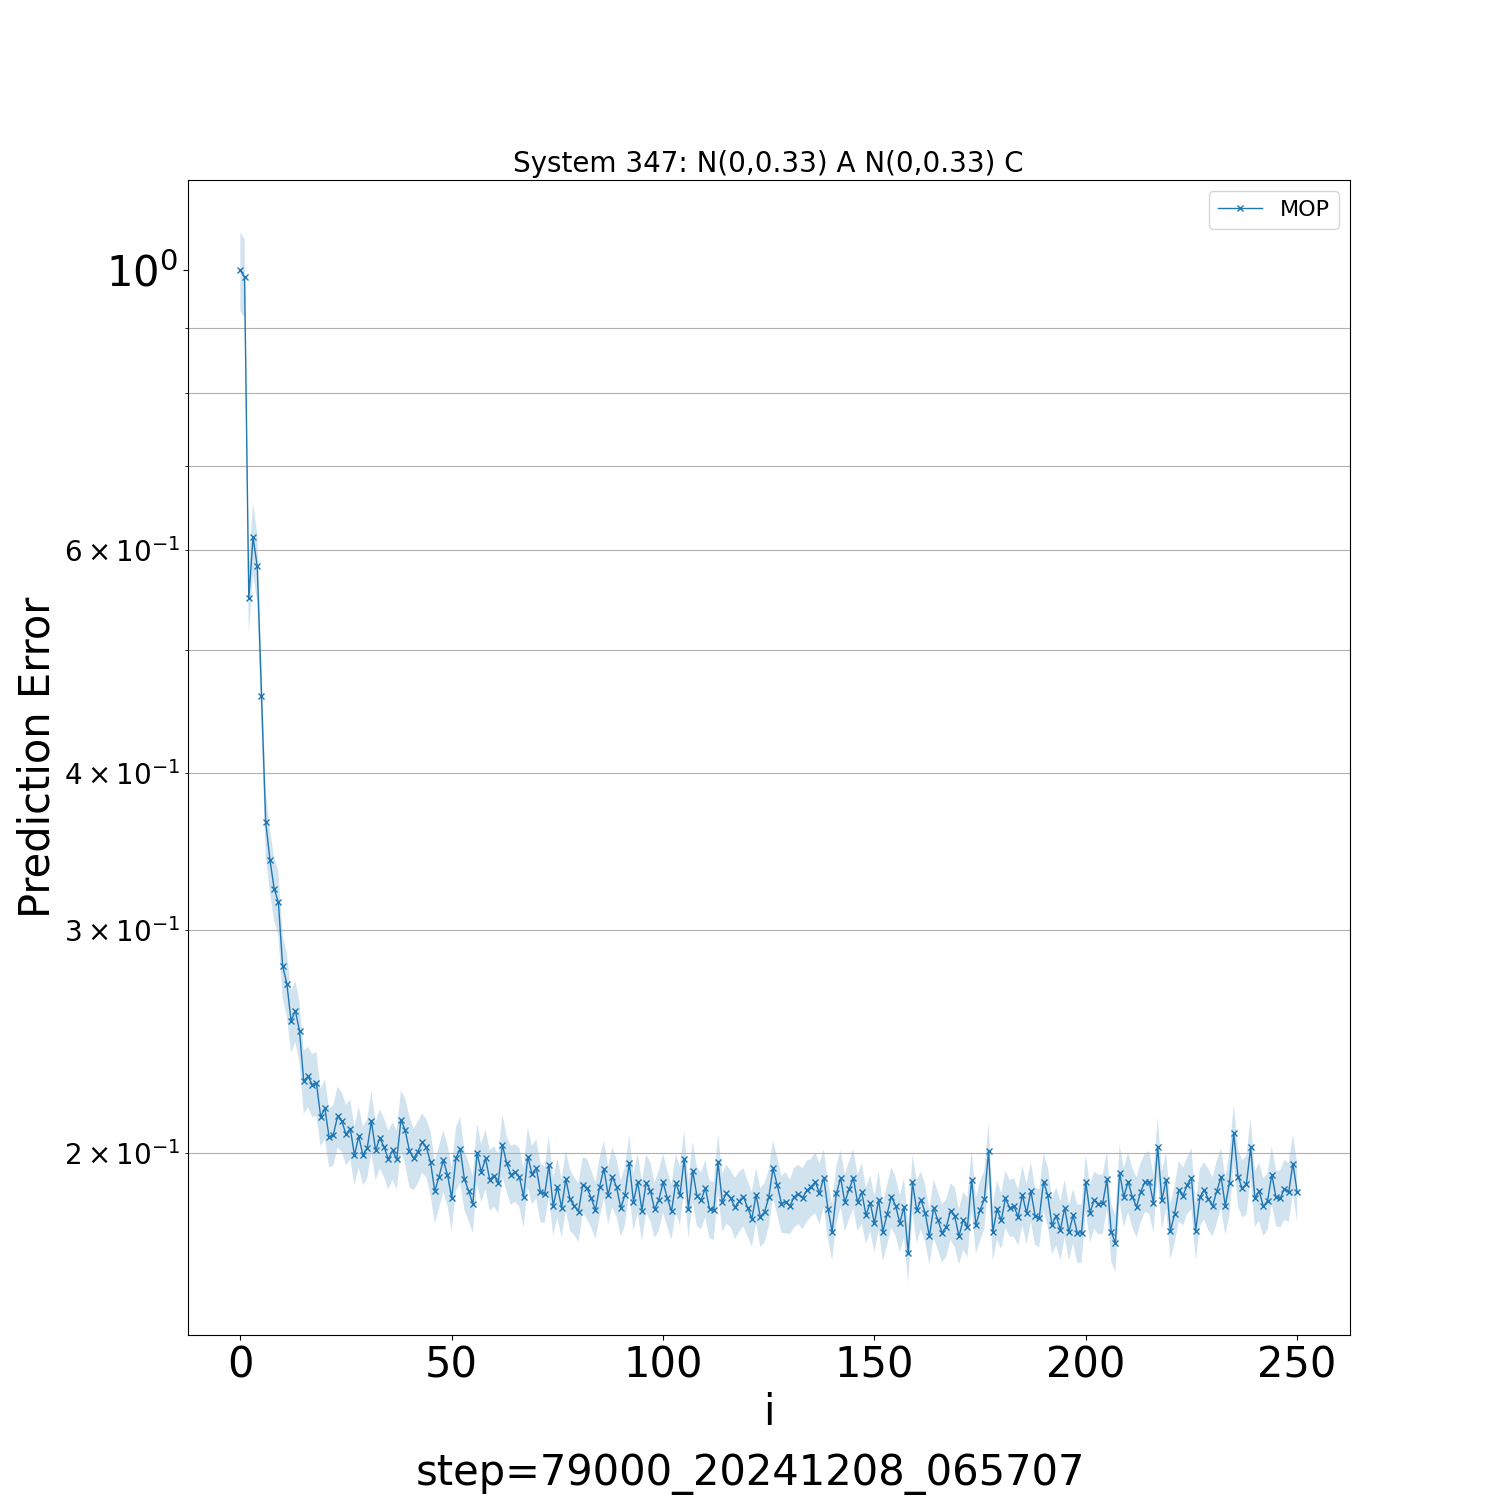 System 347: N(0,0.33) A N(0,0.33) C
MOP
10⁰
6 × 10⁻¹
4 × 10⁻¹
3 × 10⁻¹
2 × 10⁻¹
Prediction Error
0 50 100 150 200 250
i
step=79000_20241208_065707